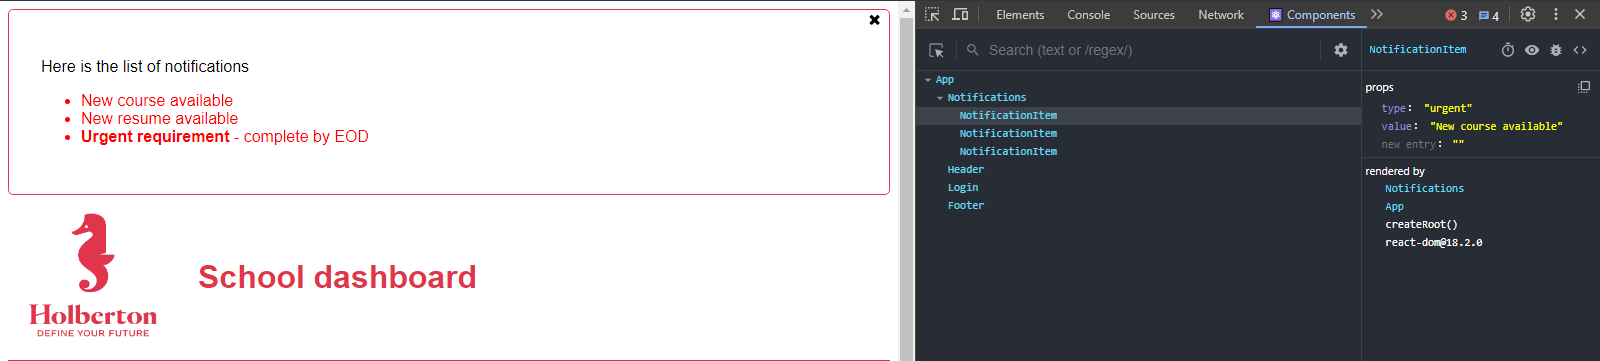 ✖
Here is the list of notifications
• New course available
• New resume available
• Urgent requirement - complete by EOD
Holberton
DEFINE YOUR FUTURE
School dashboard
Elements Console Sources Network Components 3 4
Search (text or /regex/)
App
Notifications
NotificationItem
NotificationItem
NotificationItem
Header
Login
Footer
NotificationItem
props
type: "urgent"
value: "New course available"
new entry: ""
rendered by
Notifications
App
createRoot()
react-dom@18.2.0